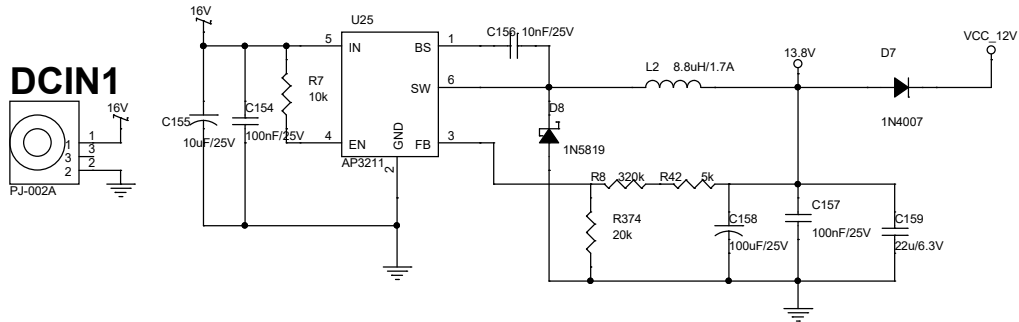 16V
U25
5
IN
BS
1
C156
10nF/25V
13.8V
D7
VCC_12V
DCIN1
R7
10k
SW
6
L2
8.8uH/1.7A
16V
C155
10uF/25V
C154
100nF/25V
D8
1N4007
1
1
3
3
2
2
4
EN
GND
FB
3
1N5819
PJ-002A
AP3211
2
R8
320k
R42
5k
R374
20k
C158
100uF/25V
C157
100nF/25V
C159
22u/6.3V